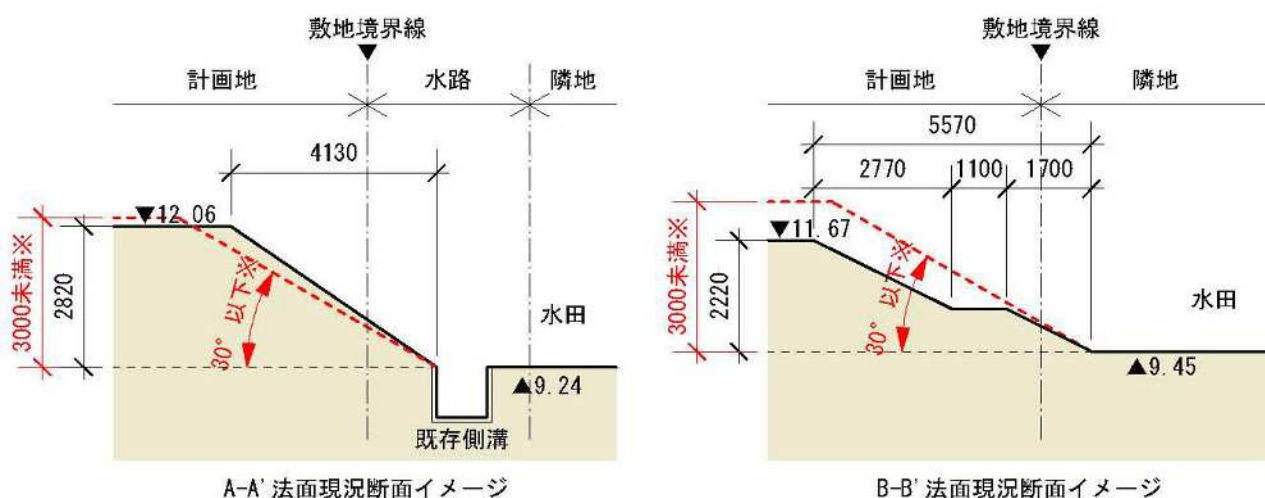 敷地境界線
計画地
水路
隣地
4130
12.06
3000未満※
2820
30°以下※
水田
9.24
既存側溝
A-A'法面現況断面イメージ
敷地境界線
計画地
隣地
5570
2770
1100
1700
11.67
3000未満※
2220
30°以下※
水田
9.45
B-B'法面現況断面イメージ